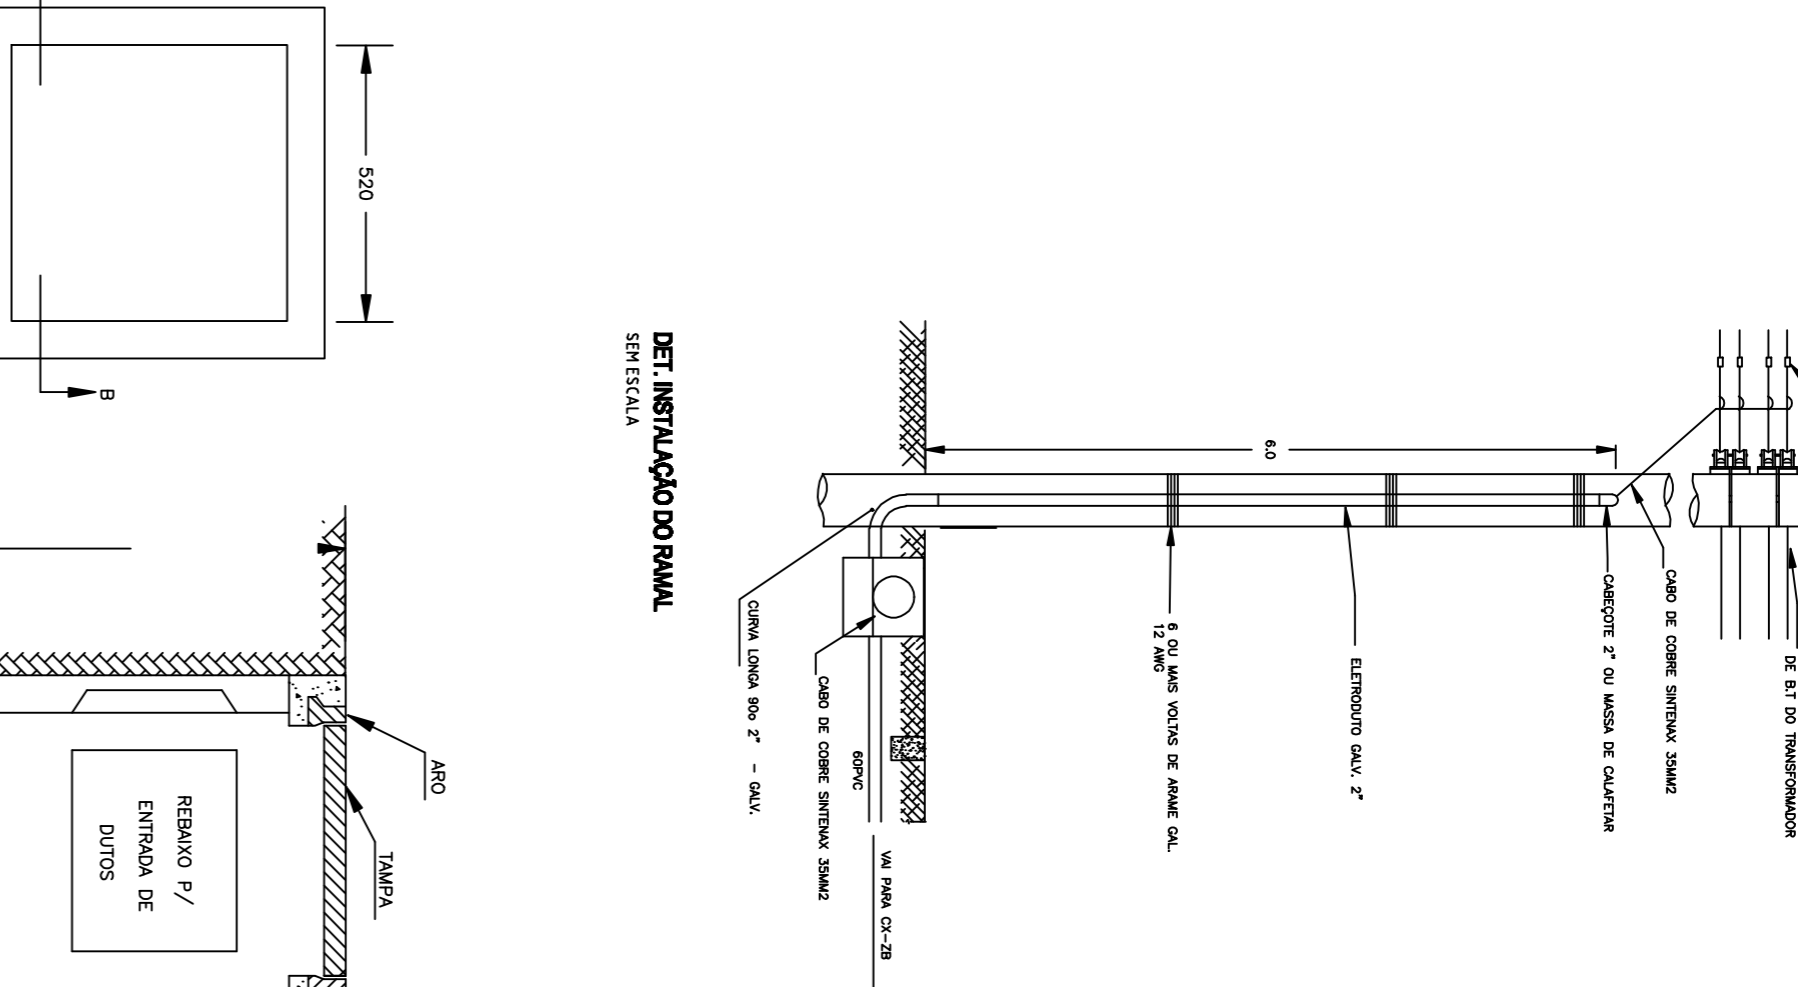 DE B.T DO TRANSFORMADOR
CABO DE COBRE SINTENAX 35MM2
CABEÇOTE 2" OU MASSA DE CALAFETAR
6.0
ELETRODUTO GALV. 2"
6 OU MAIS VOLTAS DE ARAME GAL.
12 AWG
VAI PARA CX-ZB
60PVC
CABO DE COBRE SINTENAX 35MM2
CURVA LONGA 90o 2" - GALV.
DET. INSTALAÇÃO DO RAMAL
SEM ESCALA
520
B
ARO
TAMPA
REBAIXO P/
ENTRADA DE
DUTOS